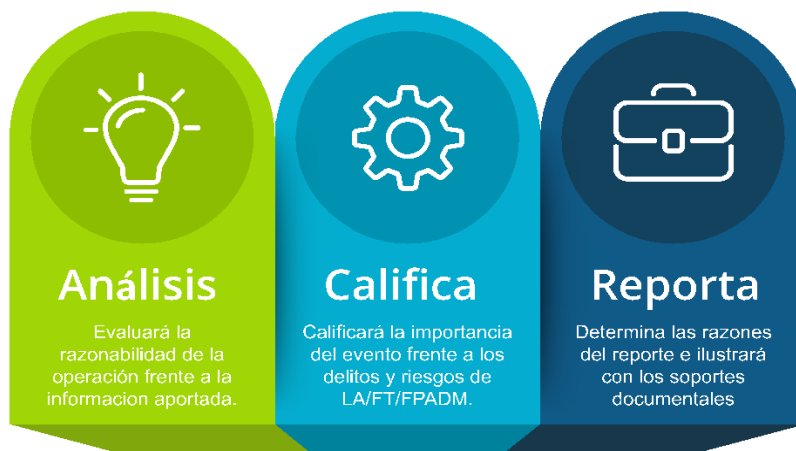 Análisis
Evaluará la
razonabilidad de la
operación frente a la
informacion aportada.
Califica
Calificará la importancia
del evento frente a los
delitos y riesgos de
LA/FT/FPADM.
Reporta
Determina las razones
del reporte e ilustrará
con los soportes
documentales